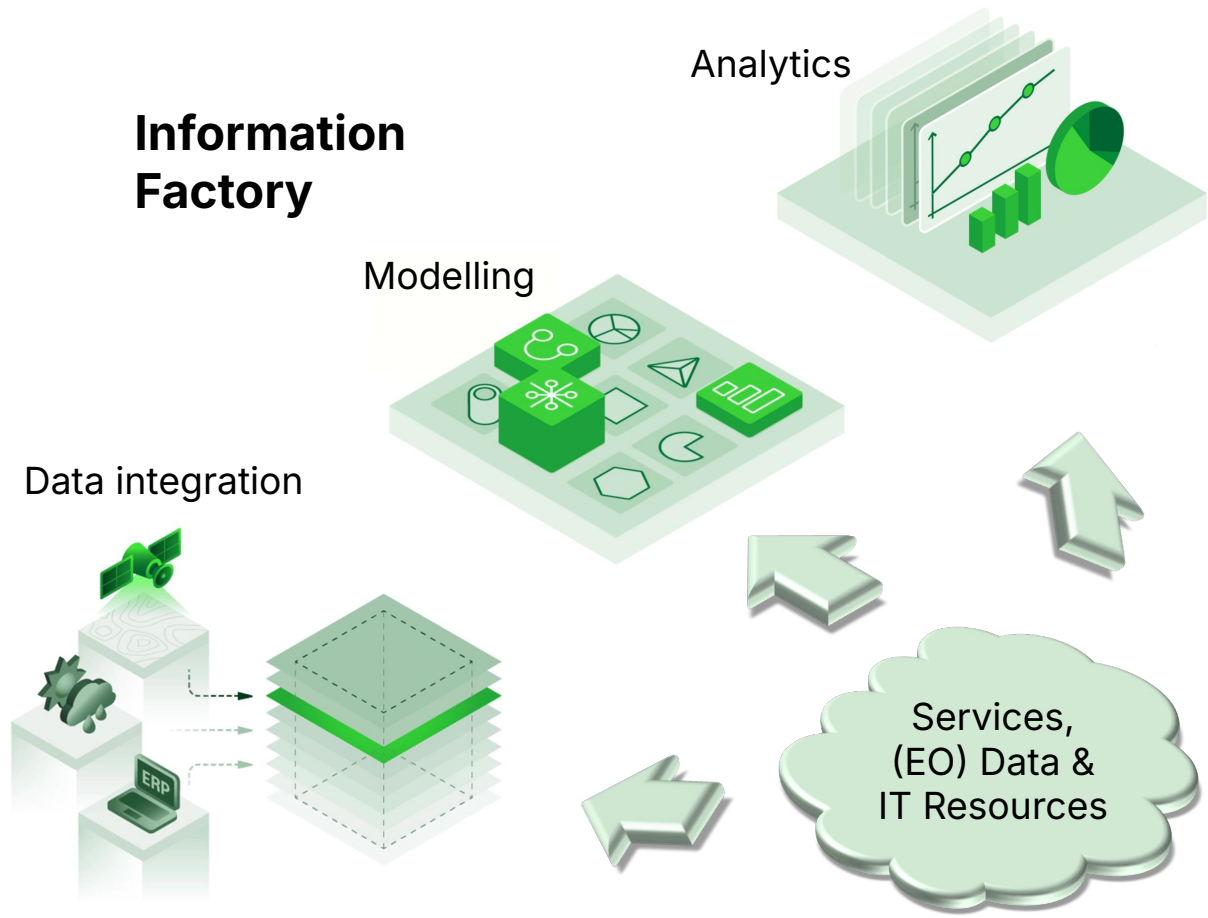 Analytics
Information
Factory
Modelling
Data integration
ERP
Services,
(EO) Data &
IT Resources